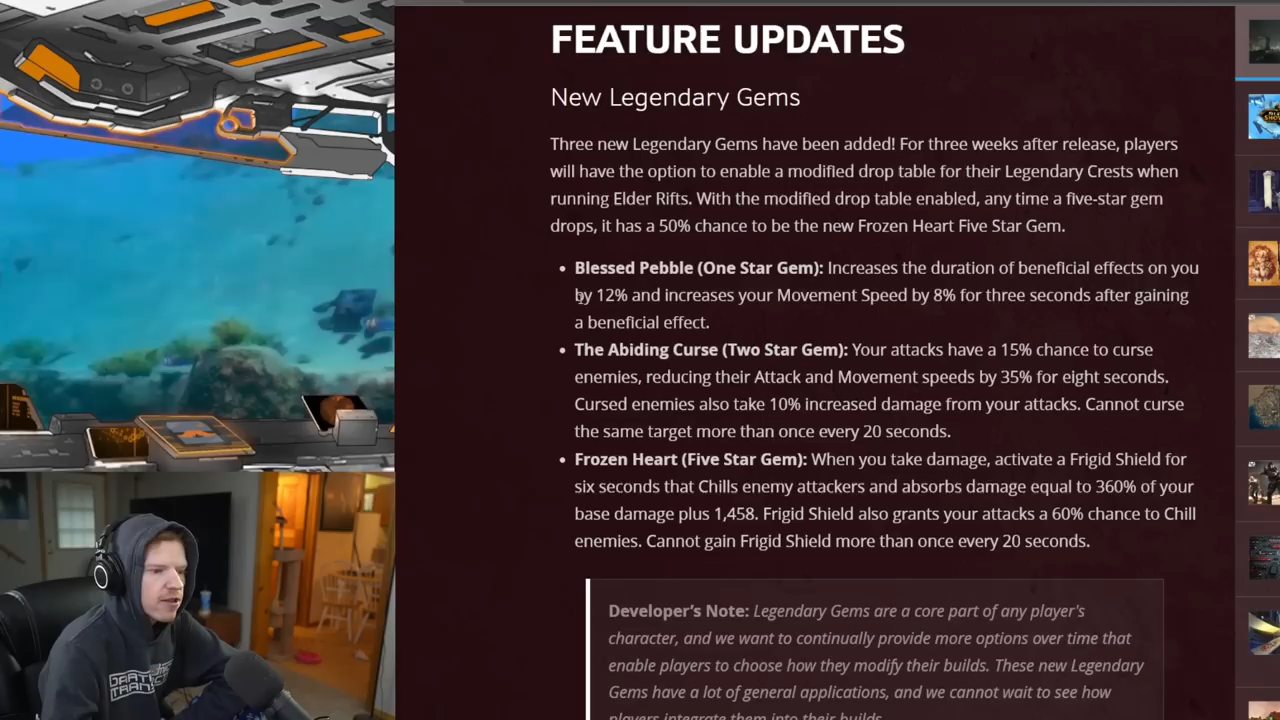 FEATURE UPDATES
New Legendary Gems
Three new Legendary Gems have been added! For three weeks after release, players
will have the option to enable a modified drop table for their Legendary Crests when
running Elder Rifts. With the modified drop table enabled, any time a five-star gem
drops, it has a 50% chance to be the new Frozen Heart Five Star Gem.
• Blessed Pebble (One Star Gem): Increases the duration of beneficial effects on you
by 12% and increases your Movement Speed by 8% for three seconds after gaining
a beneficial effect.
• The Abiding Curse (Two Star Gem): Your attacks have a 15% chance to curse
enemies, reducing their Attack and Movement speeds by 35% for eight seconds.
Cursed enemies also take 10% increased damage from your attacks. Cannot curse
the same target more than once every 20 seconds.
• Frozen Heart (Five Star Gem): When you take damage, activate a Frigid Shield for
six seconds that Chills enemy attackers and absorbs damage equal to 360% of your
base damage plus 1,458. Frigid Shield also grants your attacks a 60% chance to Chill
enemies. Cannot gain Frigid Shield more than once every 20 seconds.
Developer's Note: Legendary Gems are a core part of any player's
character, and we want to continually provide more options over time that
enable players to choose how they modify their builds. These new Legendary
Gems have a lot of general applications, and we cannot wait to see how
players integrate them into their builds.